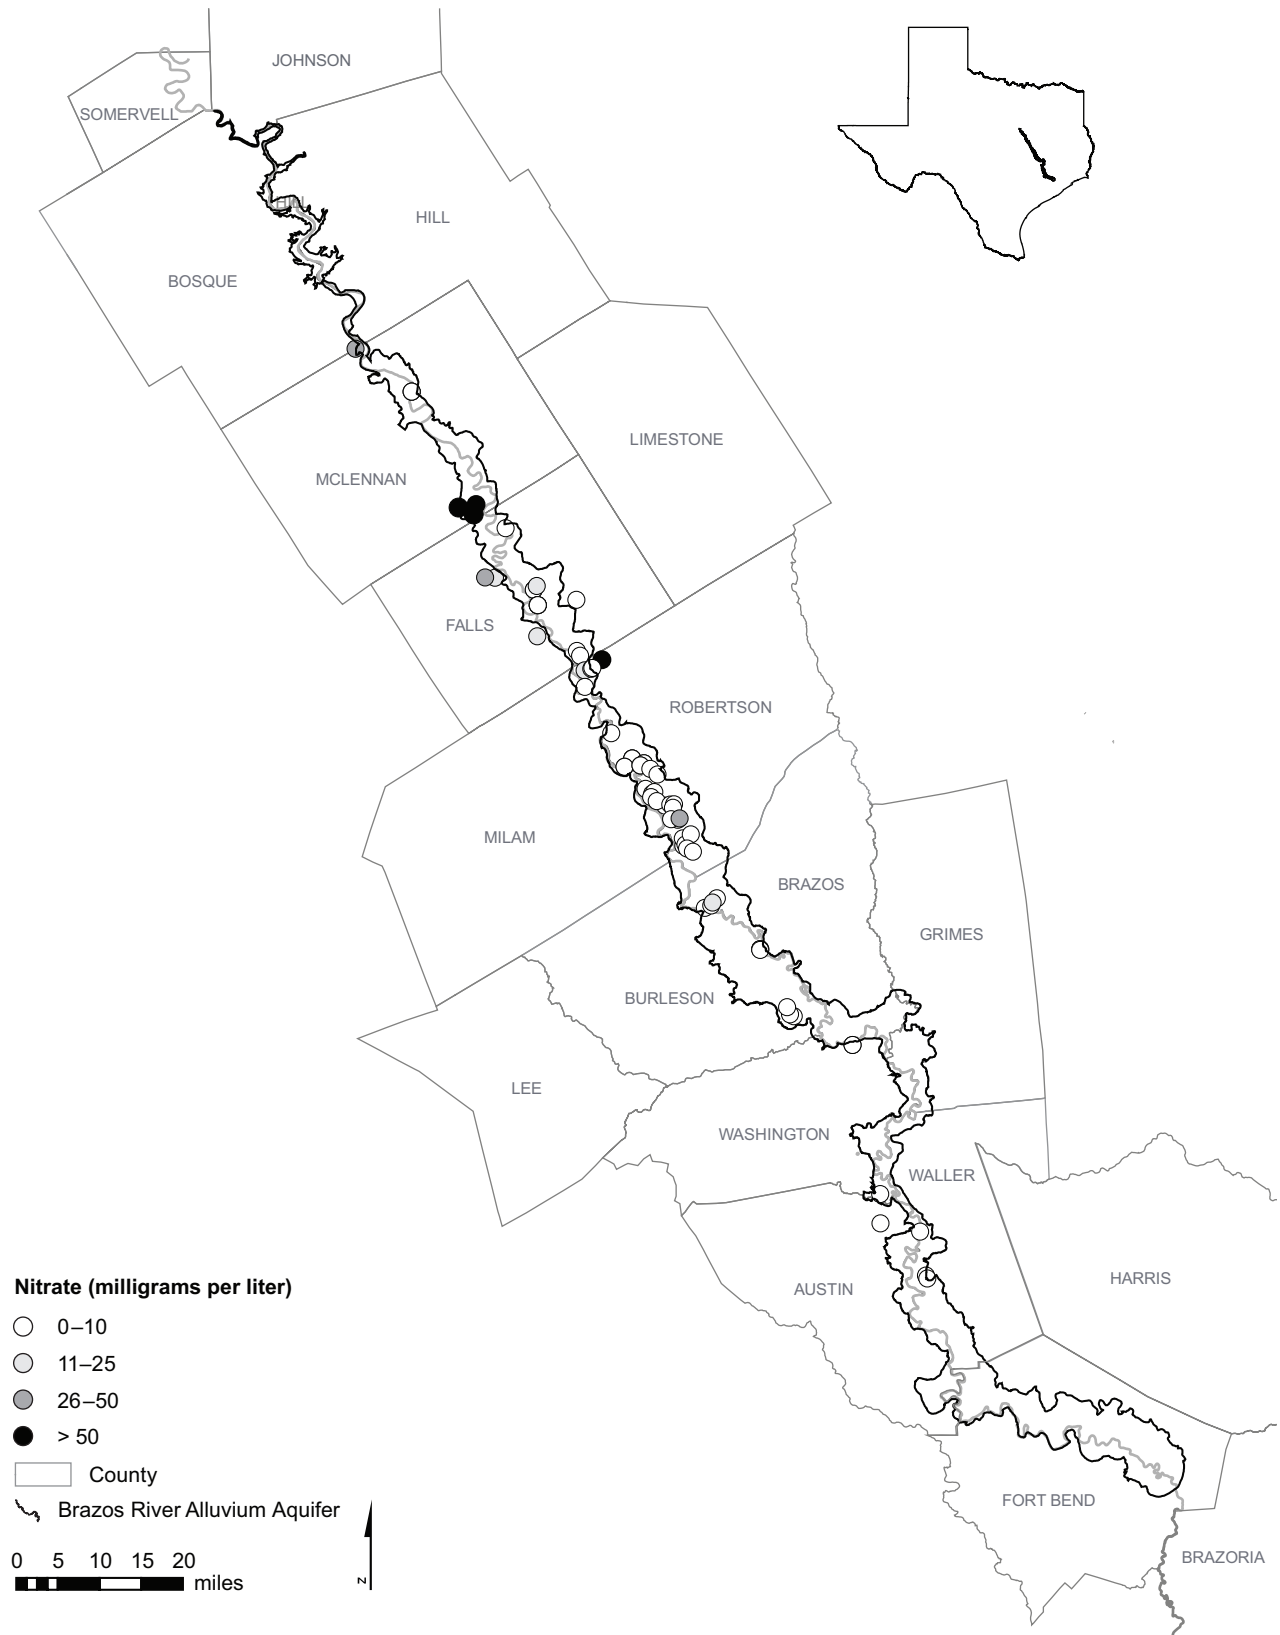 JOHNSON
SOMERVELL
HILL
HILL
BOSQUE
LIMESTONE
MCLENNAN
FALLS
ROBERTSON
MILAM
BRAZOS
GRIMES
BURLESON
LEE
WASHINGTON
WALLER
HARRIS
AUSTIN
FORT BEND
BRAZORIA
Nitrate (milligrams per liter)
0–10
11–25
26–50
> 50
County
Brazos River Alluvium Aquifer
0 5 10 15 20
miles
N